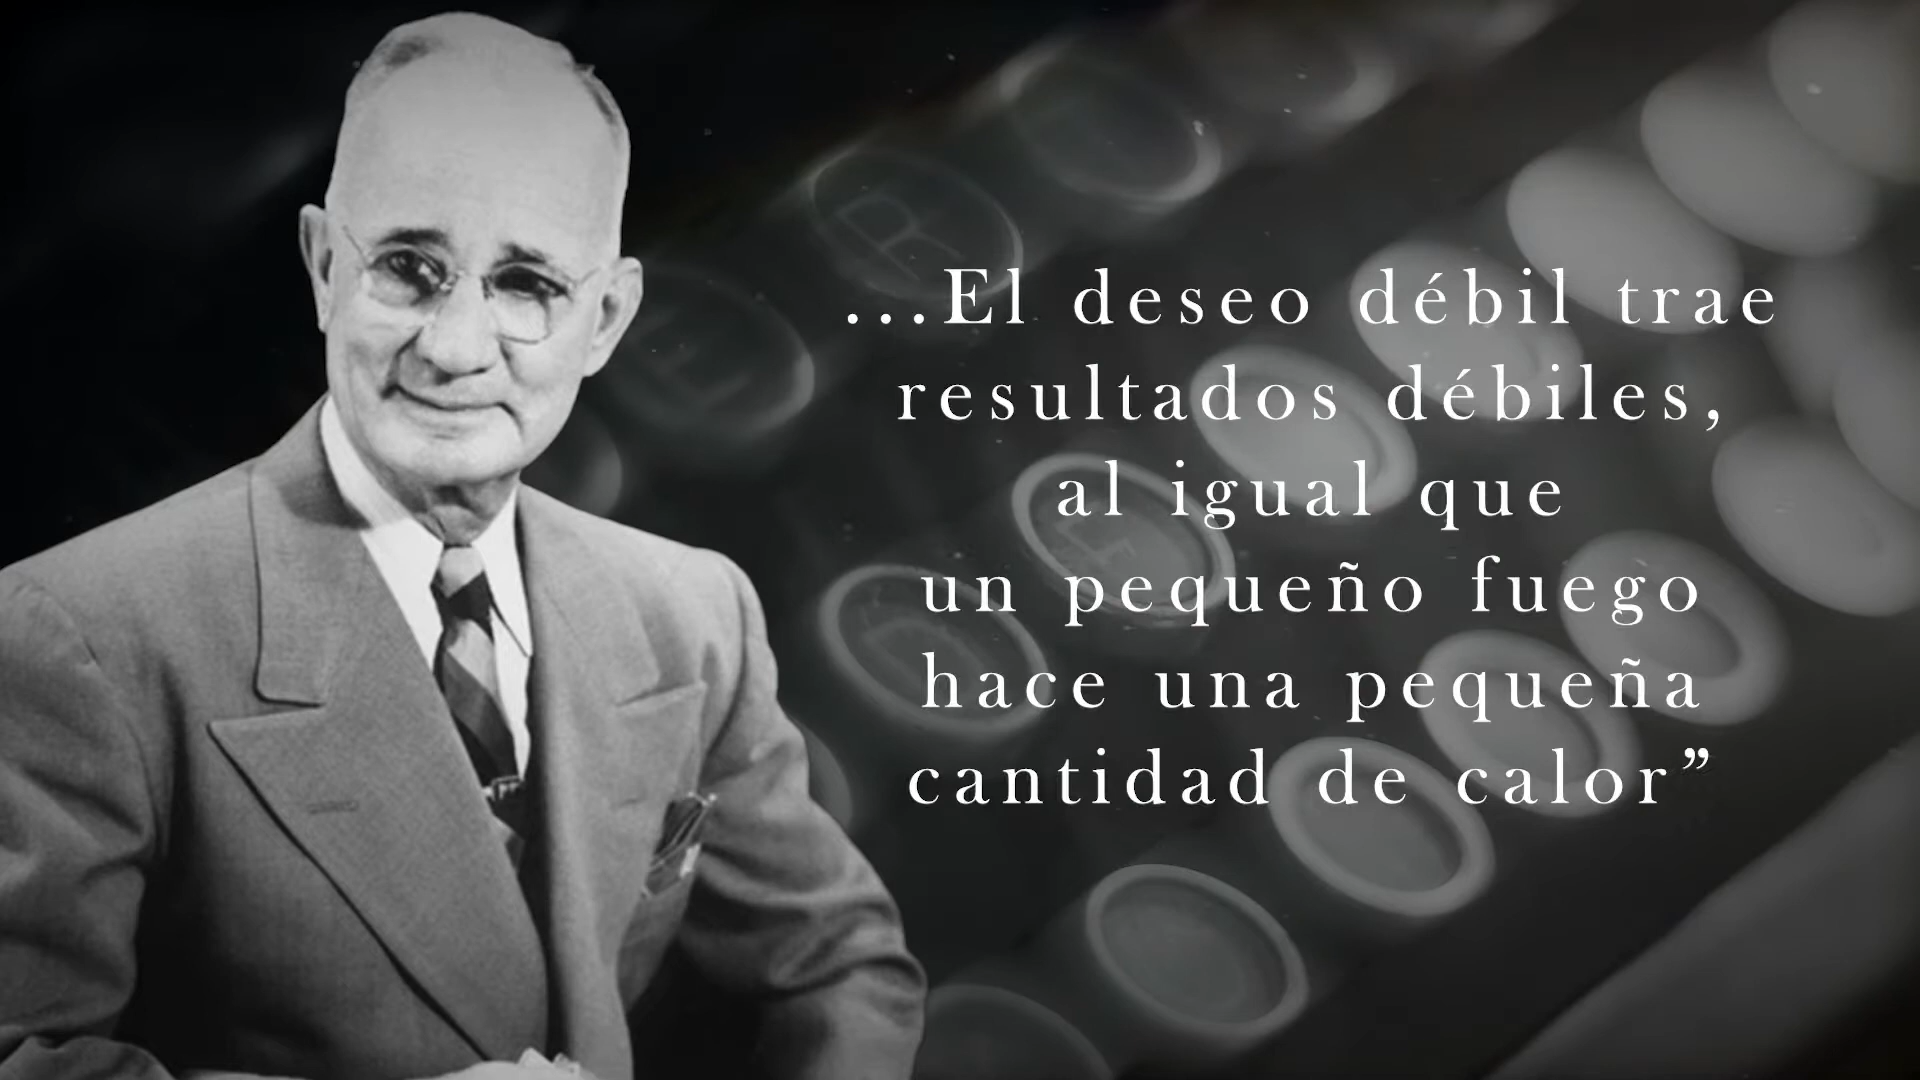 ...El deseo débil trae
resultados débiles,
al igual que
un pequeño fuego
hace una pequeña
cantidad de calor”